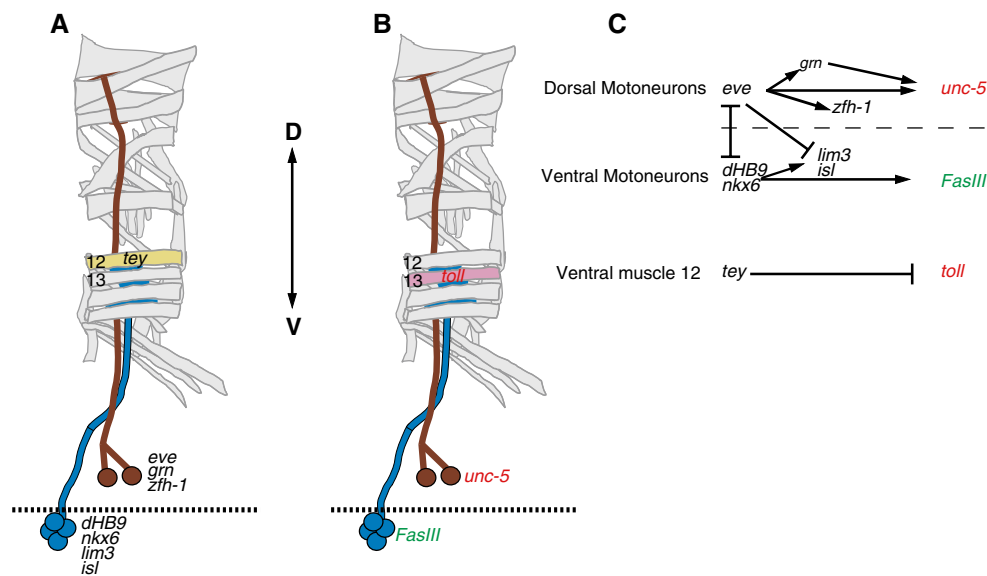 A
D
V
12 tey
13
eve
grn
zfh-1
dHB9
nkx6
lim3
isl
B
12
13 toll
unc-5
FasIII
C
Dorsal Motoneurons eve grn unc-5
zfh-1
Ventral Motoneurons dHB9 lim3 FasIII
nkx6 isl
Ventral muscle 12 tey toll